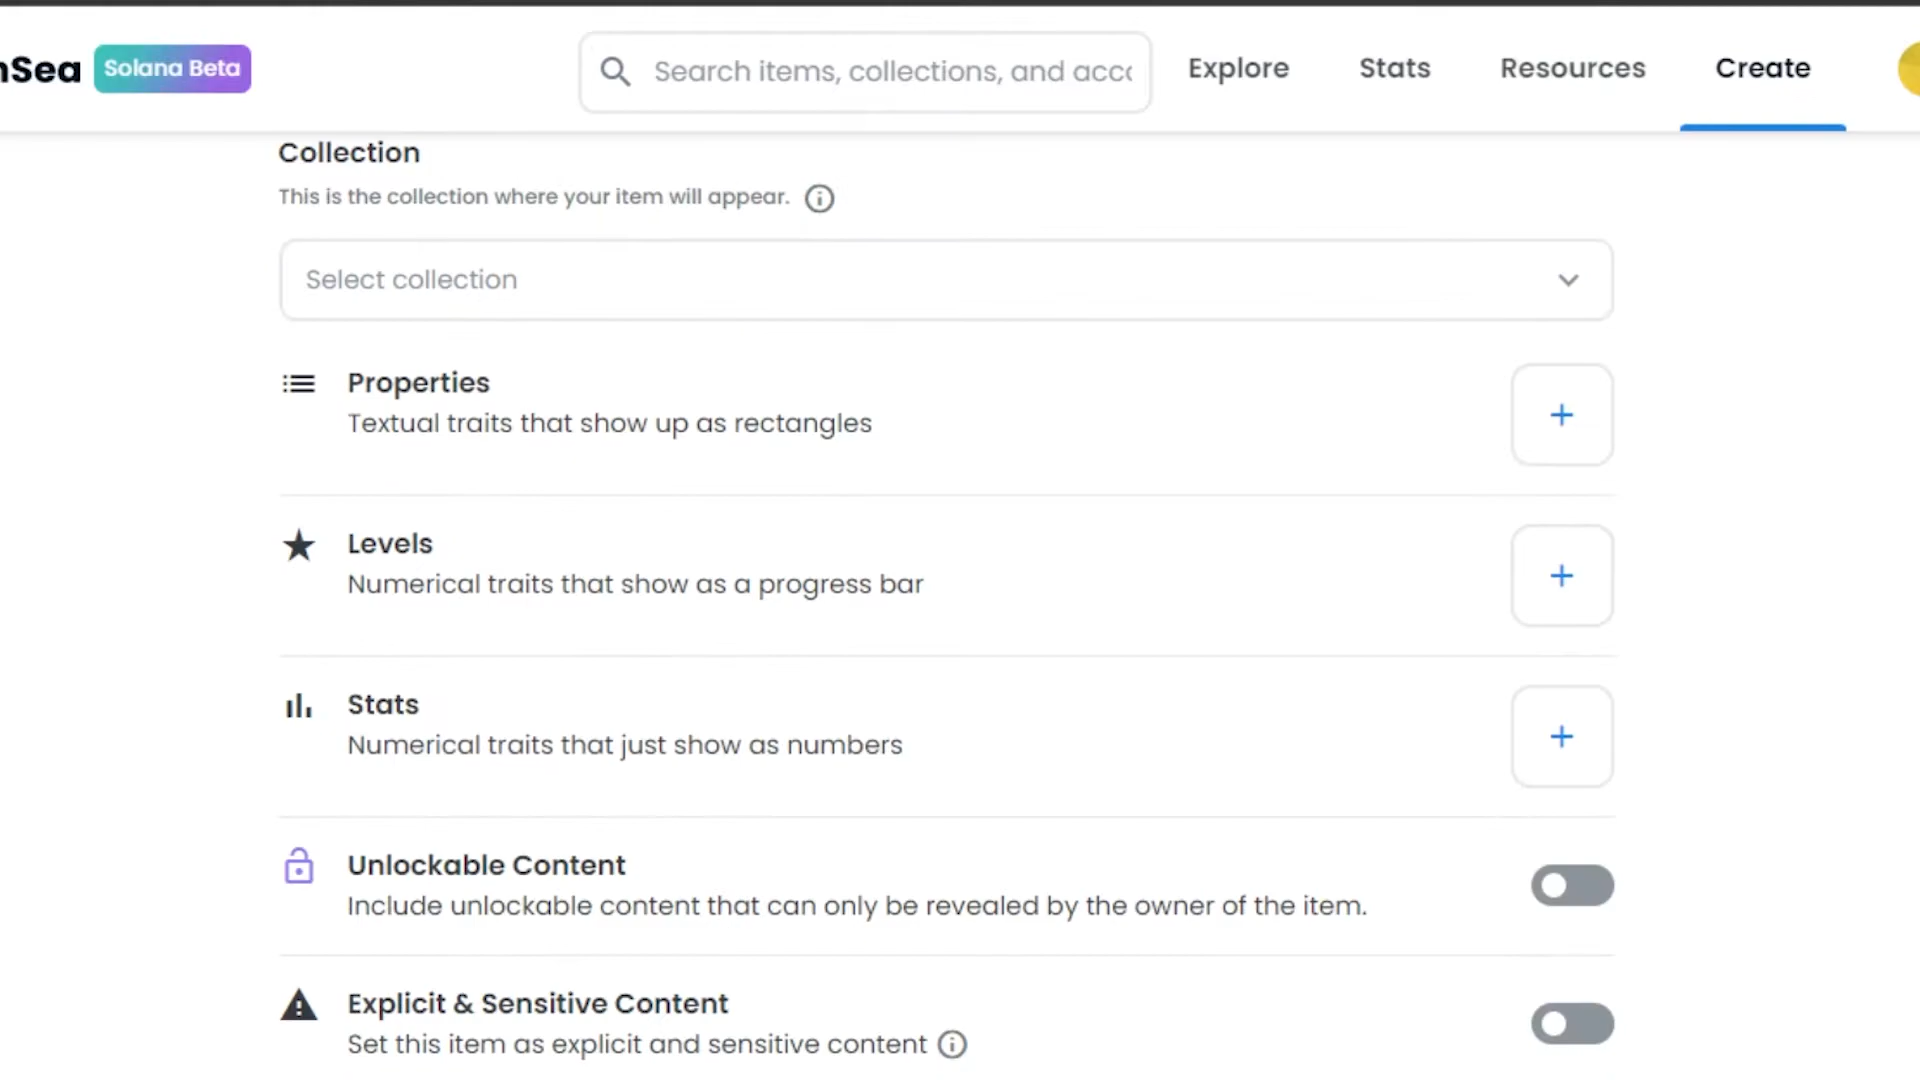 nSea Solana Beta Search items, collections, and acco Explore Stats Resources Create
Collection
This is the collection where your item will appear.
Select collection
Properties
Textual traits that show up as rectangles
Levels
Numerical traits that show as a progress bar
Stats
Numerical traits that just show as numbers
Unlockable Content
Include unlockable content that can only be revealed by the owner of the item.
Explicit & Sensitive Content
Set this item as explicit and sensitive content